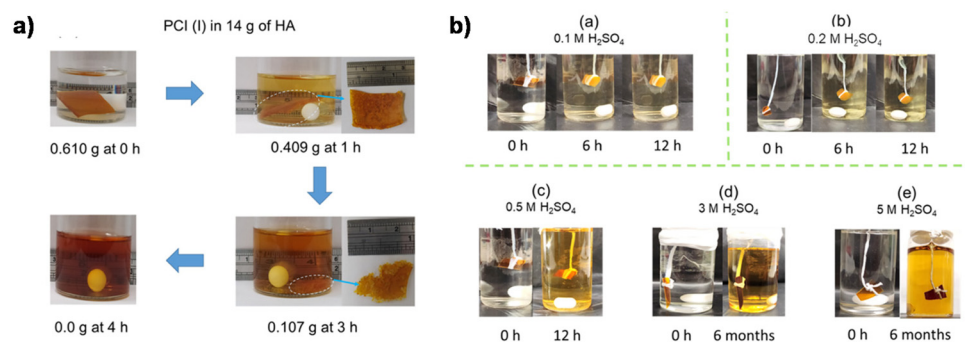 a)
PCI (I) in 14 g of HA
0.610 g at 0 h
0.409 g at 1 h
0.0 g at 4 h
0.107 g at 3 h
b)
(a)
0.1 M H₂SO₄
0 h 6 h 12 h
(b)
0.2 M H₂SO₄
0 h 6 h 12 h
(c)
0.5 M H₂SO₄
0 h 12 h
(d)
3 M H₂SO₄
0 h 6 months
(e)
5 M H₂SO₄
0 h 6 months